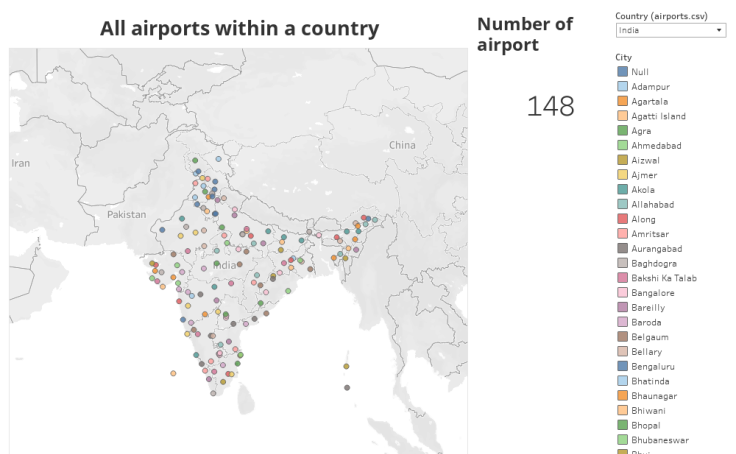 All airports within a country
Number of
airport
148
Country (airports.csv)
India
City
Null
Adampur
Agartala
Agatti Island
Agra
Ahmedabad
Aizwal
Ajmer
Akola
Allahabad
Along
Amritsar
Aurangabad
Baghdogra
Bakshi Ka Talab
Bangalore
Bareilly
Baroda
Belgaum
Bellary
Bengaluru
Bhatinda
Bhaunagar
Bhiwani
Bhopal
Bhubaneswar
Iran
Pakistan
China
India